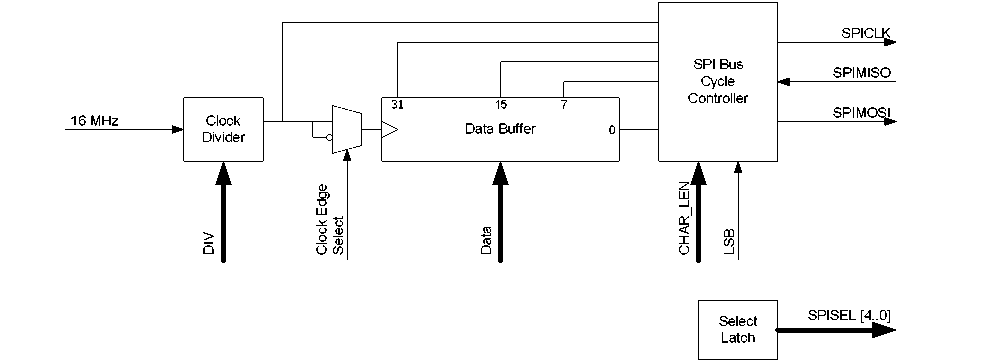 SPICLK
SPI Bus
Cycle
Controller
SPIMISO
31
15
7
SPIMOSI
16 MHz
Clock
Divider
Data Buffer
0
DIV
Clock Edge
Select
Data
CHAR_LEN
LSB
Select
Latch
SPISEL [4..0]